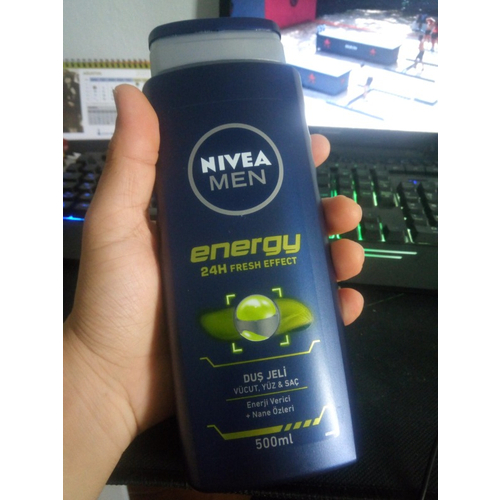 NIVEA
MEN
energy
24H FRESH EFFECT
DUŞ JELİ
VÜCUT, YÜZ & SAÇ
Enerji Verici
+ Nane Özleri
500ml